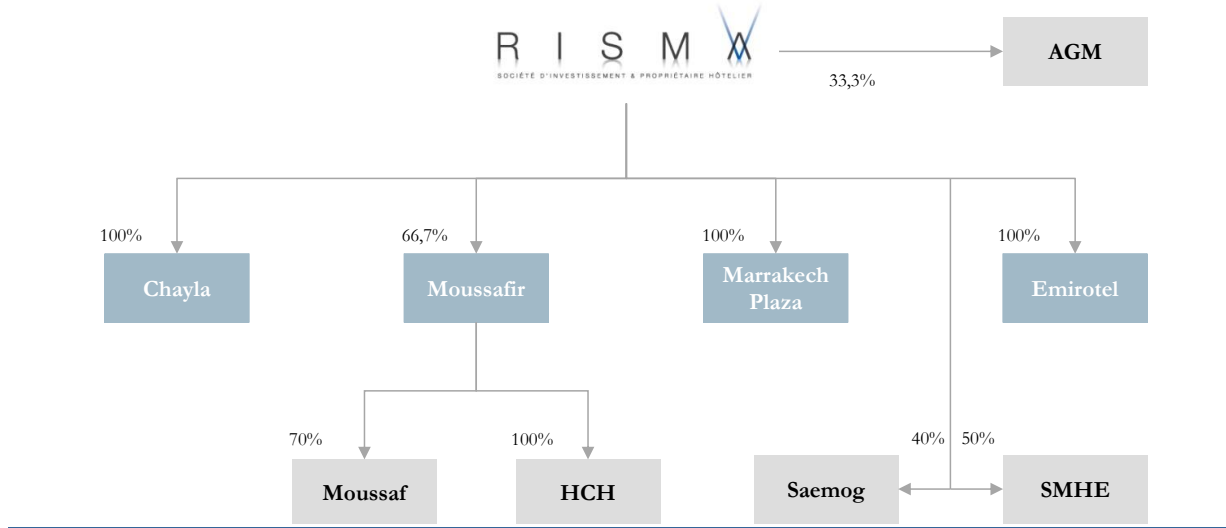 RISMA
SOCIÉTÉ D'INVESTISSEMENT & PROPRIÉTAIRE HÔTELIER
AGM
33,3%
100%
66,7%
100%
100%
Chayla
Moussafir
Marrakech
Plaza
Emirotel
70%
100%
40%
50%
Moussaf
HCH
Saemog
SMHE